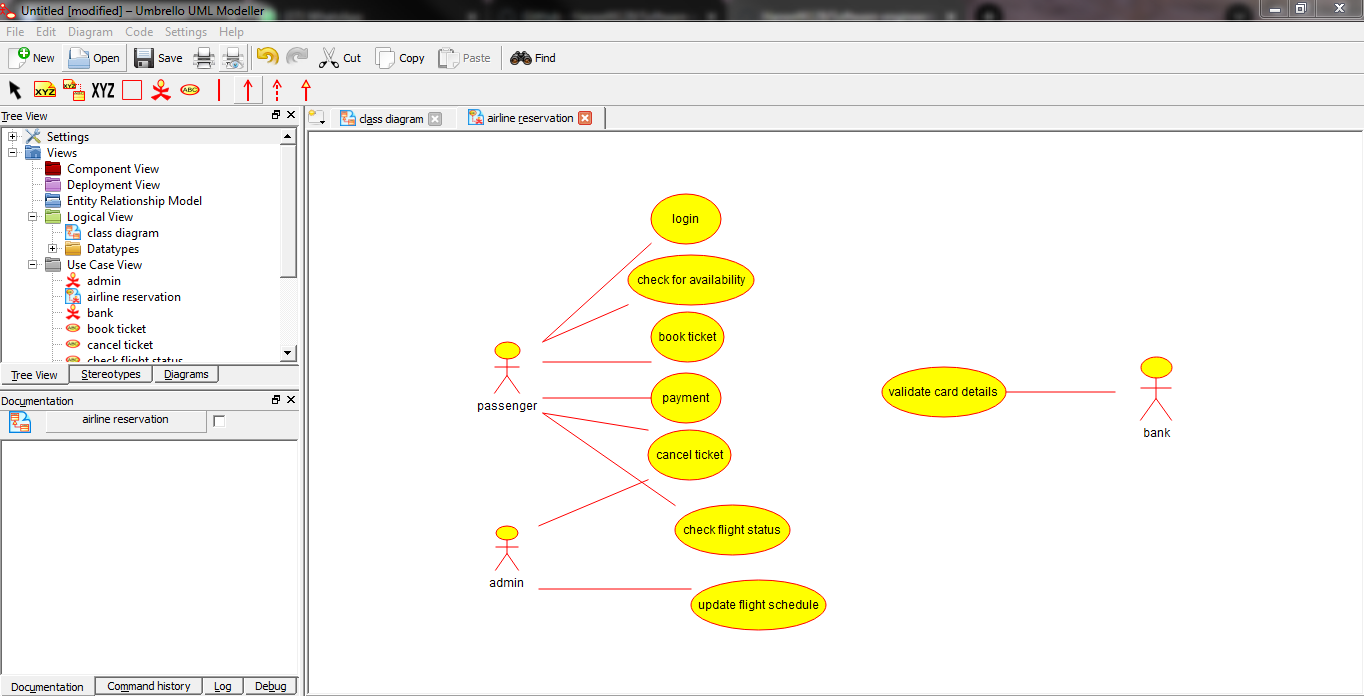 Untitled [modified] – Umbrello UML Modeller
File Edit Diagram Code Settings Help
New Open Save Cut Copy Paste Find
XYZ XYZ XYZ ABC
Tree View
class diagram
airline reservation
Settings
Views
Component View
Deployment View
Entity Relationship Model
Logical View
class diagram
Datatypes
Use Case View
admin
airline reservation
bank
book ticket
cancel ticket
check flight status
Tree View Stereotypes Diagrams
Documentation
airline reservation
Documentation Command history Log Debug
login
check for availability
book ticket
passenger
payment
validate card details
bank
cancel ticket
check flight status
admin
update flight schedule